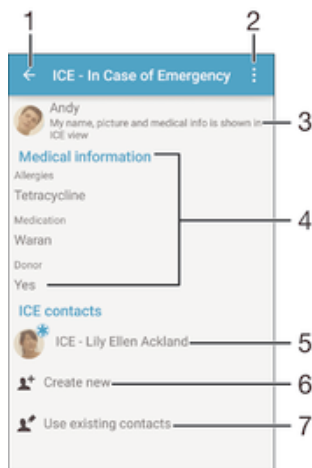 1 2
ICE - In Case of Emergency
Andy
My name, picture and medical info is shown in
ICE view
3
Medical information
Allergies
Tetracycline
Medication
Waran
4
Donor
Yes
ICE contacts
ICE - Lily Ellen Ackland 5
Create new 6
Use existing contacts 7